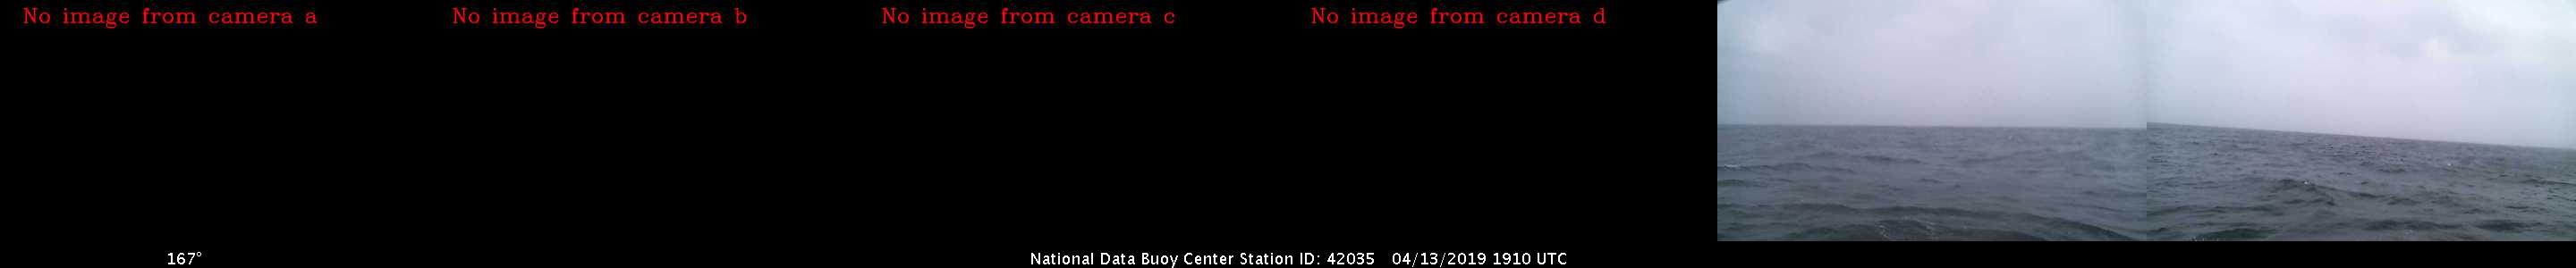 No image from camera a
No image from camera b
No image from camera c
No image from camera d
167°
National Data Buoy Center Station ID: 42035 04/13/2019 1910 UTC